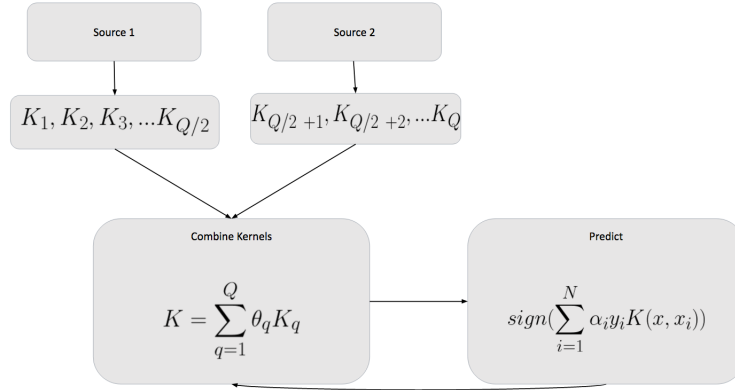 Source 1
Source 2
K_1, K_2, K_3, ...K_{Q/2}
K_{Q/2 +1}, K_{Q/2 +2}, ...K_Q
Combine Kernels
Predict
K = \sum_{q=1}^{Q} \theta_q K_q
sign(\sum_{i=1}^{N} \alpha_i y_i K(x, x_i))